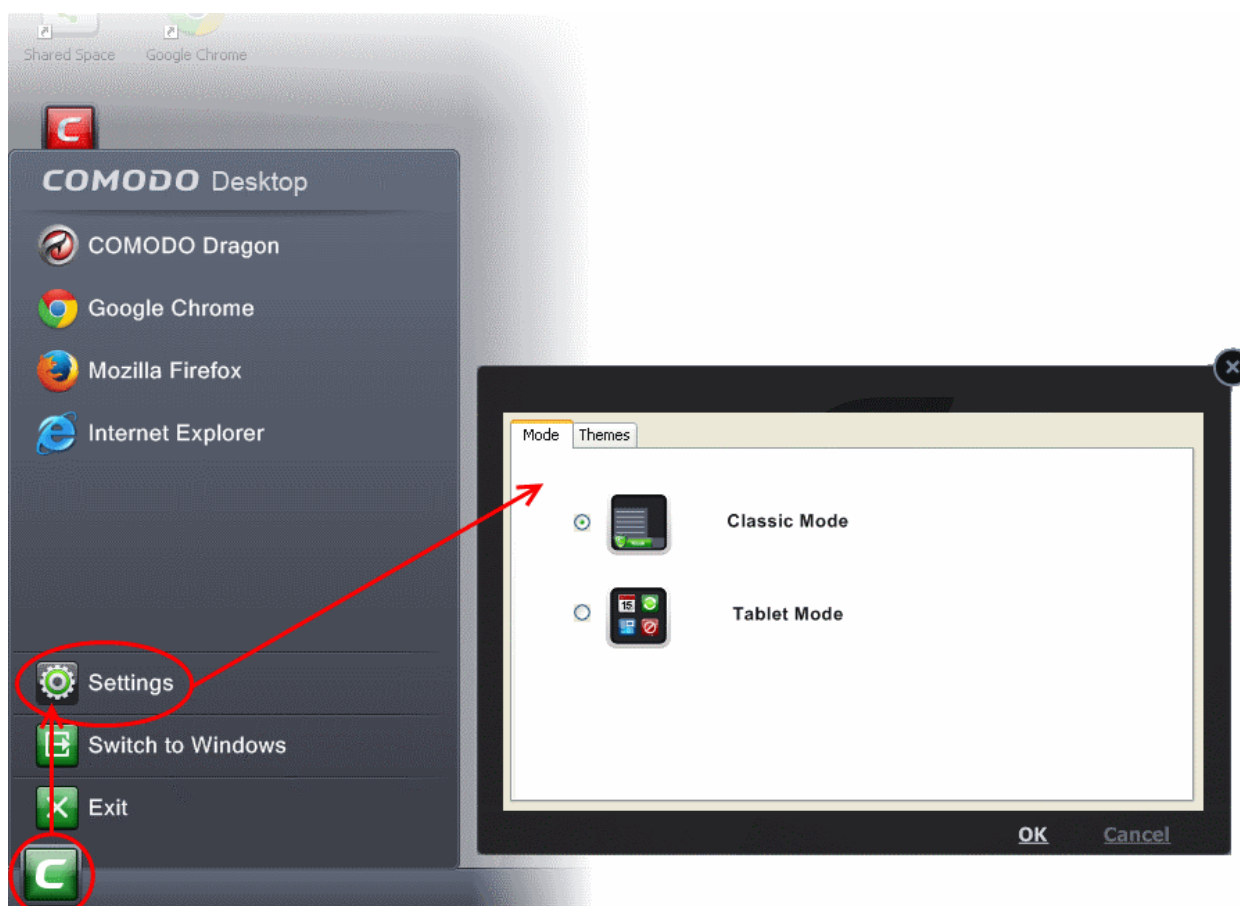 Shared Space Google Chrome
COMODO Desktop
COMODO Dragon
Google Chrome
Mozilla Firefox
Internet Explorer
Settings
Switch to Windows
Exit
Mode Themes
Classic Mode
15
Tablet Mode
OK Cancel